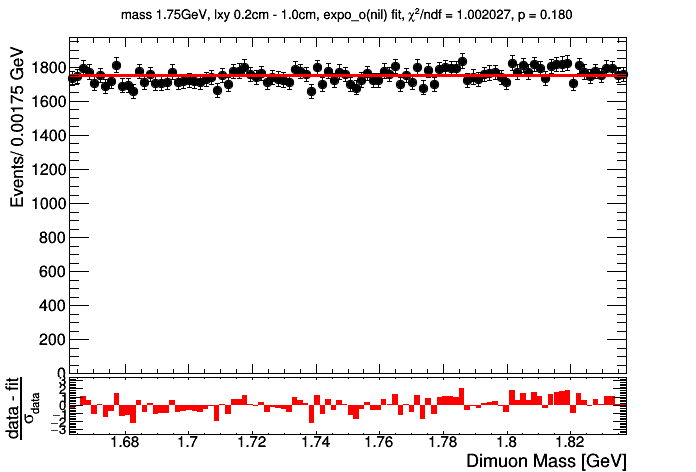 mass 1.75GeV, lxy 0.2cm - 1.0cm, expo_o(nil) fit, χ²/ndf = 1.002027, p = 0.180
Events/ 0.00175 GeV
1800
1600
1400
1200
1000
800
600
400
200
0
data - fit
σdata
3
2
1
0
−1
−2
−3
1.68 1.7 1.72 1.74 1.76 1.78 1.8 1.82
Dimuon Mass [GeV]